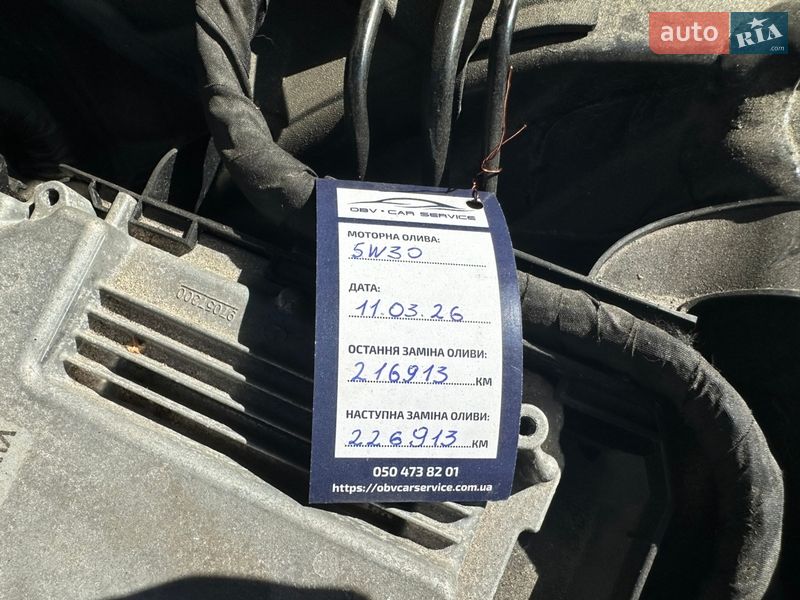 auto RIA
.com
OBV • CAR SERVICE
МОТОРНА ОЛИВА:
5W30
ДАТА:
11.03.26
ОСТАННЯ ЗАМІНА ОЛИВИ:
216913 КМ
НАСТУПНА ЗАМІНА ОЛИВИ:
226913 КМ
050 473 82 01
https://obvcarservice.com.ua